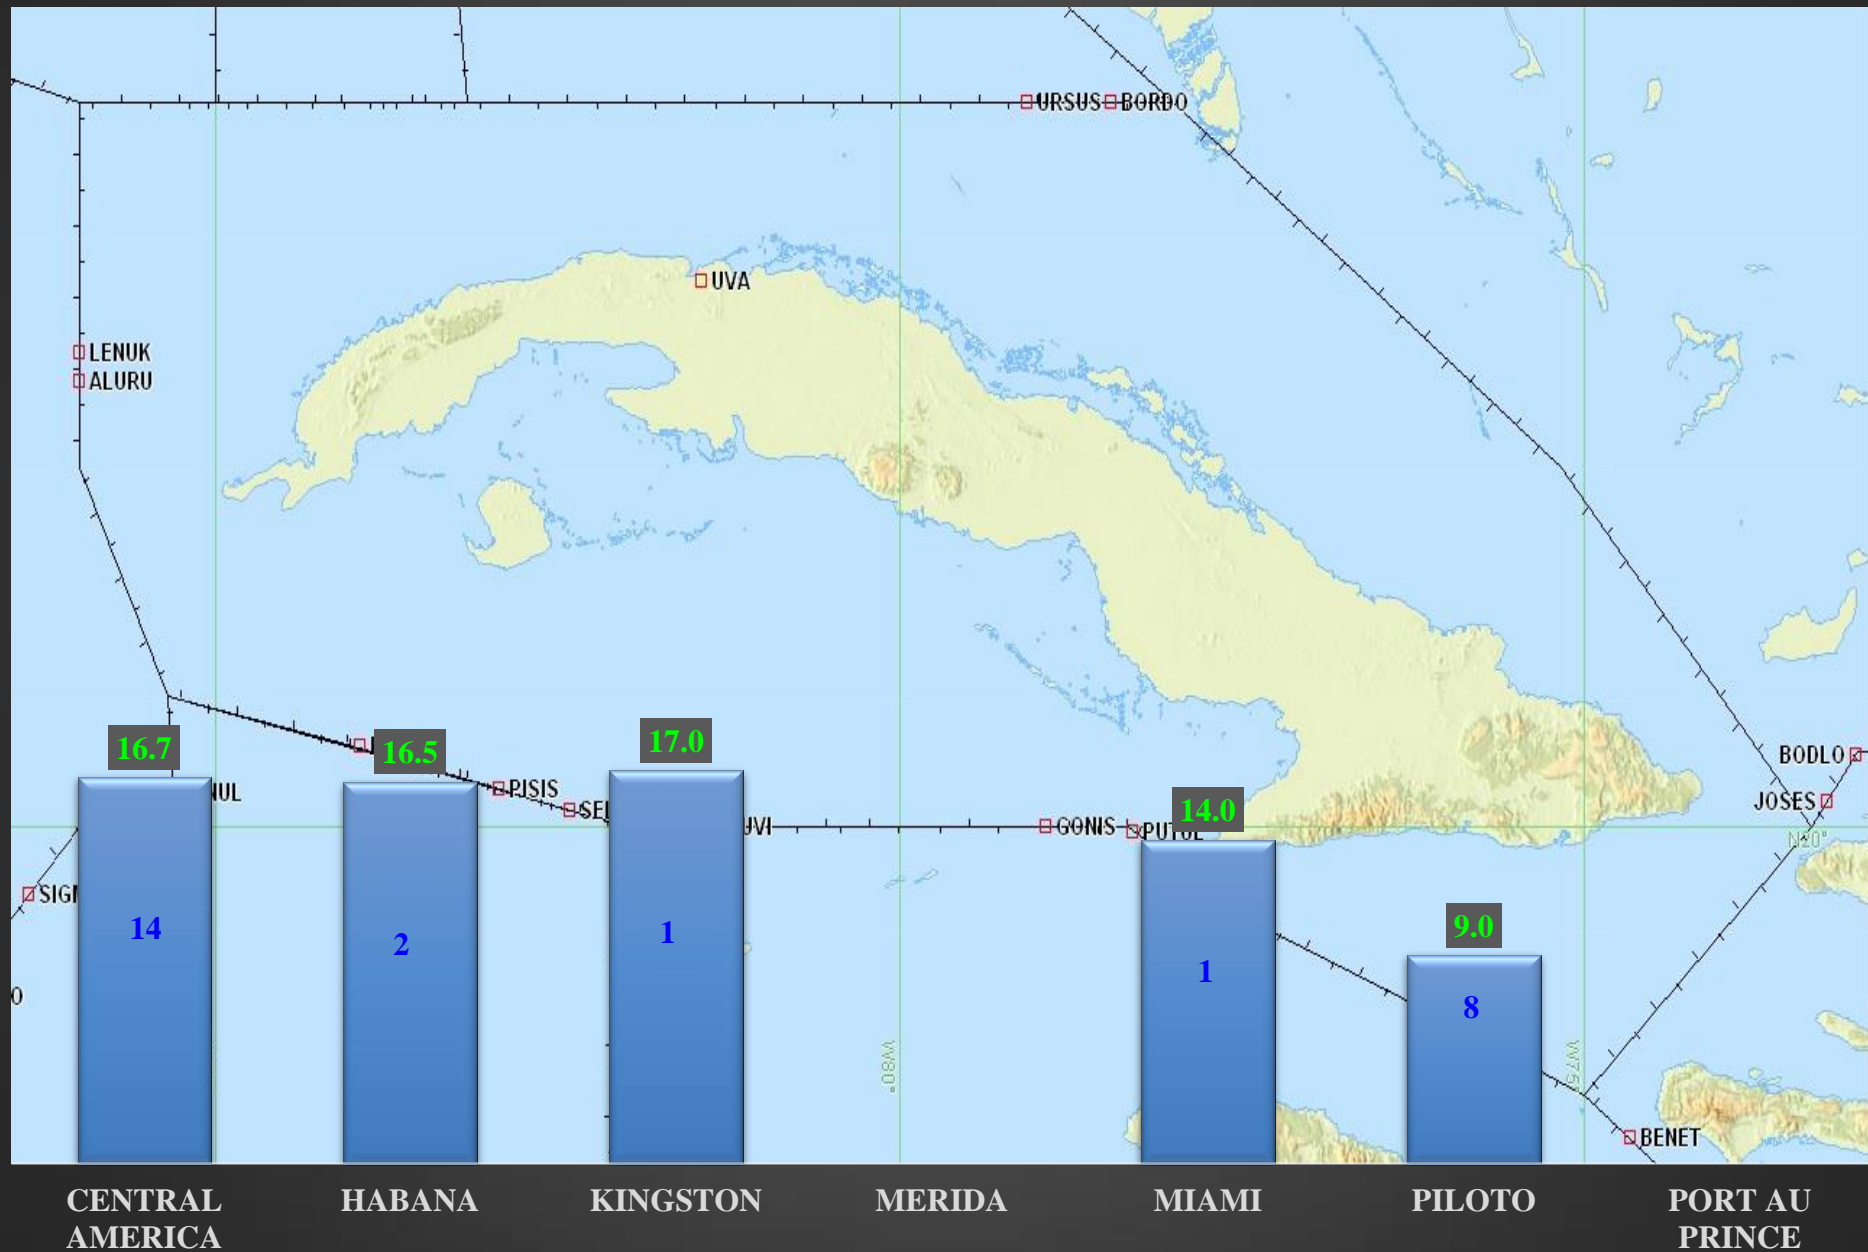 URSUS BORDO
UVA
LENUK
ALURU
16.7
16.5
17.0
PISIS
BODLO
JOSES
14.0
GONIS
N20°
14
2
1
9.0
1
8
W80°
W75°
BENET
CENTRAL AMERICA
HABANA
KINGSTON
MERIDA
MIAMI
PILOTO
PORT AU PRINCE